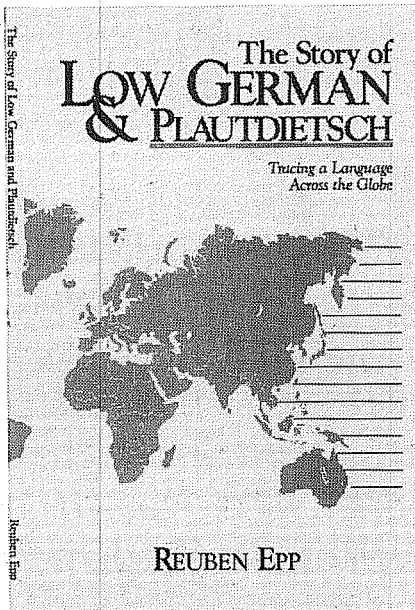 The Story of Low German and Plautdietsch
Reuben Epp
The Story of
LOW GERMAN
& PLAUTDIETSCH
Tracing a Language
Across the Globe
REUBEN EPP